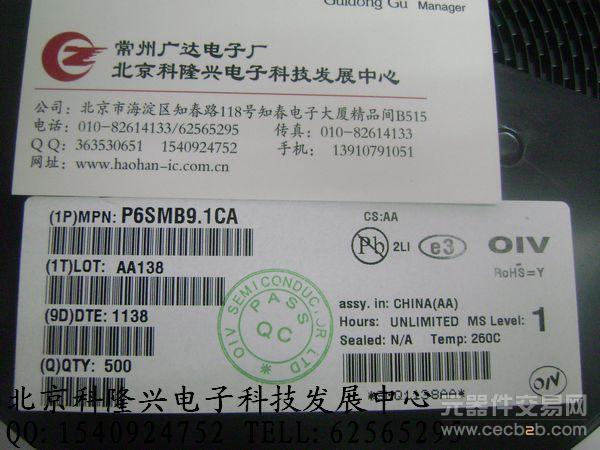 Guidong Gu Manager
常州广达电子厂
北京科隆兴电子科技发展中心
公司：北京市海淀区知春路118号知春电子大厦精品间B515
电话：010-82614133/62565295 传真：010-82614133
QQ：363530651 1540924752 手机：13910791051
网址：www.haohan-ic.com.cn
(1P)MPN: P6SMB9.1CA
CS:AA
Pb 2LI e3 OIV
RoHS=Y
(1T)LOT: AA138
(9D)DTE: 1138
(Q)QTY: 500
OIV SEMICONDUCTOR LTD
PASS
QC
assy. in: CHINA(AA)
Hours: UNLIMITED MS Level: 1
Sealed: N/A Temp: 260C
OIV
北京科隆兴电子科技发展中心
QQ:1540924752 TELL:62565295
元器件交易网
www.cecb2b.com